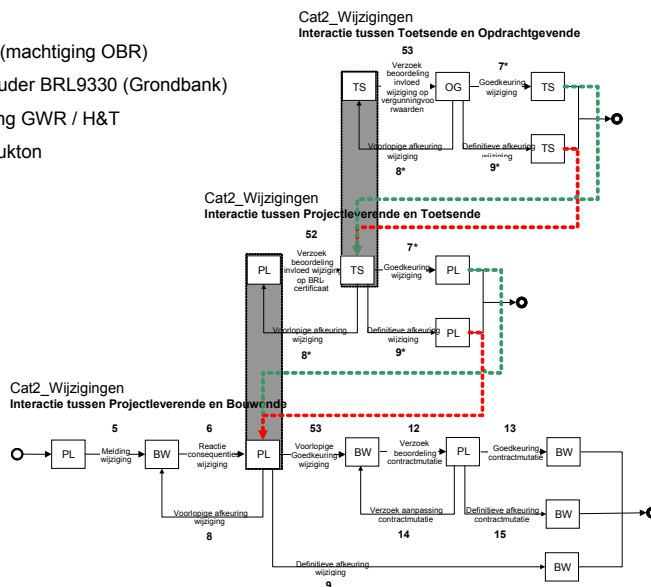 Cat2_Wijzigingen
Interactie tussen Toetsende en Opdrachtgevende
(machtiging OBR)
uder BRL9330 (Grondbank)
ng GWR / H&T
ukton
53
7*
TS
Verzoek
beoordeling
invloed
wijziging op
vergunningvoo
rwaarden
OG
Goedkeuring
wijziging
TS
Voorlopige afkeuring
wijziging
8*
Definitieve afkeuring
wijziging
9*
TS
Cat2_Wijzigingen
Interactie tussen Projectleverende en Toetsende
52
7*
PL
Verzoek
beoordeling
invloed wijziging
op BRL
certificaat
TS
Goedkeuring
wijziging
PL
Voorlopige afkeuring
wijziging
8*
Definitieve afkeuring
wijziging
9*
PL
Cat2_Wijzigingen
Interactie tussen Projectleverende en Bouwende
5
6
53
12
13
PL
Melding
wijziging
BW
Reactie
consequenties
wijziging
PL
Voorlopige
Goedkeuring
wijziging
BW
Verzoek
beoordeling
contractmutatie
PL
Goedkeuring
contractmutatie
BW
Voorlopige afkeuring
wijziging
8
Verzoek aanpassing
contractmutatie
14
Definitieve afkeuring
contractmutatie
15
BW
Definitieve afkeuring
wijziging
9
BW